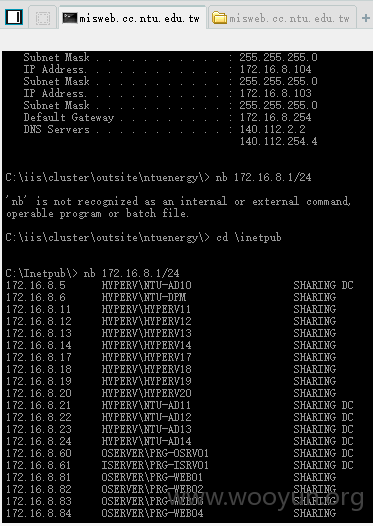 misweb.cc.ntu.edu.tw misweb.cc.ntu.edu.tw
Subnet Mask . . . . . . . . . . . : 255.255.255.0
IP Address. . . . . . . . . . . . : 172.16.8.104
Subnet Mask . . . . . . . . . . . : 255.255.255.0
IP Address. . . . . . . . . . . . : 172.16.8.103
Subnet Mask . . . . . . . . . . . : 255.255.255.0
Default Gateway . . . . . . . . . : 172.16.8.254
DNS Servers . . . . . . . . . . . : 140.112.2.2
140.112.254.4
C:\iis\cluster\outsite\ntuenergy\> nb 172.16.8.1/24
'nb' is not recognized as an internal or external command,
operable program or batch file.
C:\iis\cluster\outsite\ntuenergy\> cd \inetpub
C:\Inetpub\> nb 172.16.8.1/24
172.16.8.5 HYPERV\NTU-AD10 SHARING DC
172.16.8.6 HYPERV\NTU-DPM SHARING
172.16.8.11 HYPERV\HYPERV11 SHARING
172.16.8.12 HYPERV\HYPERV12 SHARING
172.16.8.13 HYPERV\HYPERV13 SHARING
172.16.8.14 HYPERV\HYPERV14 SHARING
172.16.8.17 HYPERV\HYPERV17 SHARING
172.16.8.18 HYPERV\HYPERV18 SHARING
172.16.8.19 HYPERV\HYPERV19 SHARING
172.16.8.20 HYPERV\HYPERV20 SHARING
172.16.8.21 HYPERV\NTU-AD11 SHARING DC
172.16.8.22 HYPERV\NTU-AD12 SHARING DC
172.16.8.23 HYPERV\NTU-AD13 SHARING DC
172.16.8.24 HYPERV\NTU-AD14 SHARING DC
172.16.8.60 OSERVER\PRG-OSRV01 SHARING DC
172.16.8.61 ISERVER\PRG-ISRV01 SHARING DC
172.16.8.81 OSERVER\PRG-WEB01 SHARING
172.16.8.82 OSERVER\PRG-WEB02 SHARING
172.16.8.83 OSERVER\PRG-WEB03 SHARING
172.16.8.84 OSERVER\PRG-WEB04 SHARING
www.wooyun.org